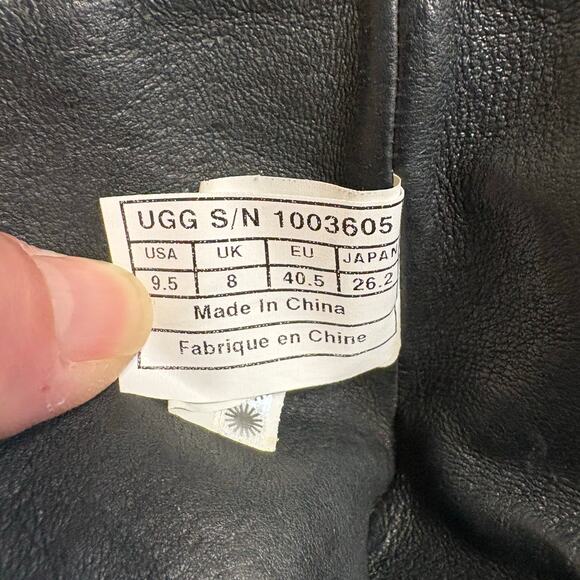 UGG S/N 1003605
USA UK EU JAPAN
9.5 8 40.5 26.2
Made In China
Fabrique en Chine